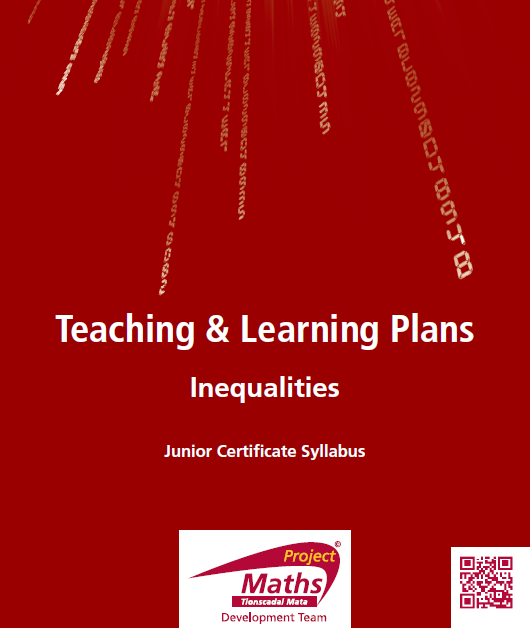 Teaching & Learning Plans
Inequalities
Junior Certificate Syllabus
Project ©
Maths
Tionscadal Mata
Development Team